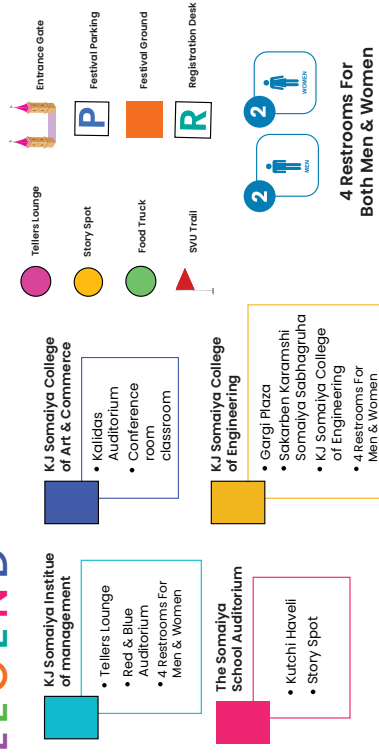 LEGEND
KJ Somaiya Institue
of management
• Tellers Lounge
• Red & Blue
Auditorium
• 4 Restrooms For
Men & Women
The Somaiya
School Auditorium
• Kutchi Haveli
• Story Spot
KJ Somaiya College
of Art & Commerce
• Kalidas
Auditorium
• Conference
room
classroom
KJ Somaiya College
of Engineering
• Gargi Plaza
• Sakarben Karamshi
Somaiya Sabhagruha
• KJ Somaiya College
of Engineering
• 4Restrooms For
Men & Women
Tellers Lounge
Story Spot
Food Truck
SVU Trail
Entrance Gate
P
Festival Parking
Festival Ground
R
Registration Desk
2
MEN
2
WOMEN
4 Restrooms For
Both Men & Women